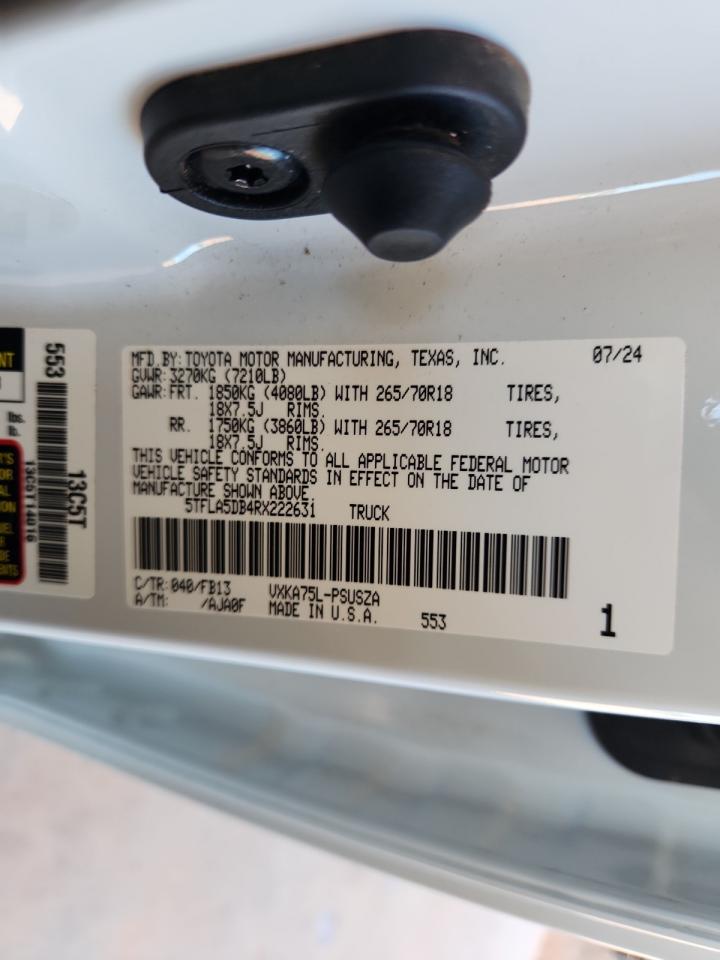 MFD.BY:TOYOTA MOTOR MANUFACTURING, TEXAS, INC. 07/24
GVWR:3270KG (7210LB)
GAWR:FRT. 1850KG (4080LB) WITH 265/70R18 TIRES,
18X7.5J RIMS.
RR. 1750KG (3860LB) WITH 265/70R18 TIRES,
18X7.5J RIMS.
THIS VEHICLE CONFORMS TO ALL APPLICABLE FEDERAL MOTOR
VEHICLE SAFETY STANDARDS IN EFFECT ON THE DATE OF
MANUFACTURE SHOWN ABOVE.
5TFLA5DB4RX222631 TRUCK
C/TR:040/FB13 VXKA75L-PSUSZA
A/TM: /AJA0F MADE IN U.S.A. 553 1
553
13C5T
13C5T14016
lbs.
lb.